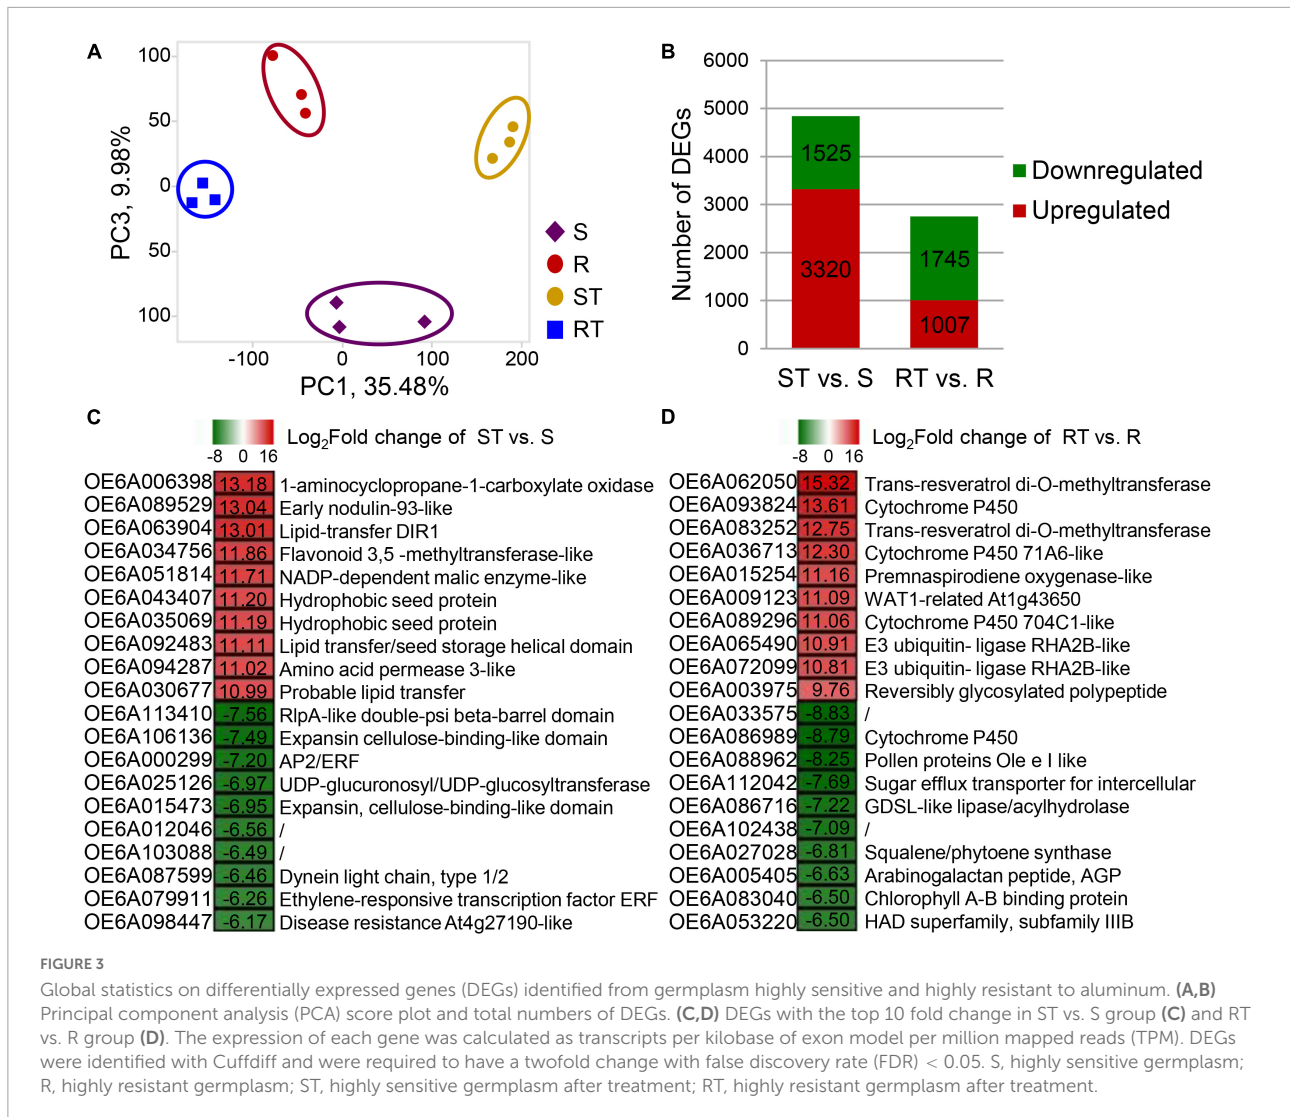 A
100
50
0
50
100
PC3, 9.98%
-100 0 100 200
PC1, 35.48%
S
R
ST
RT
B
6000
5000
4000
3000
2000
1000
0
Number of DEGs
1525
3320
1745
1007
ST vs. S RT vs. R
Downregulated
Upregulated
C
Log2Fold change of ST vs. S
-8 0 16
OE6A006398 13.18 1-aminocyclopropane-1-carboxylate oxidase
OE6A089529 13.04 Early nodulin-93-like
OE6A063904 13.01 Lipid-transfer DIR1
OE6A034756 11.86 Flavonoid 3,5 -methyltransferase-like
OE6A051814 11.71 NADP-dependent malic enzyme-like
OE6A043407 11.20 Hydrophobic seed protein
OE6A035069 11.19 Hydrophobic seed protein
OE6A092483 11.11 Lipid transfer/seed storage helical domain
OE6A094287 11.02 Amino acid permease 3-like
OE6A030677 10.99 Probable lipid transfer
OE6A113410 -7.56 RlpA-like double-psi beta-barrel domain
OE6A106136 -7.49 Expansin cellulose-binding-like domain
OE6A000299 -7.20 AP2/ERF
OE6A025126 -6.97 UDP-glucuronosyl/UDP-glucosyltransferase
OE6A015473 -6.95 Expansin, cellulose-binding-like domain
OE6A012046 -6.56 /
OE6A103088 -6.49 /
OE6A087599 -6.46 Dynein light chain, type 1/2
OE6A079911 -6.26 Ethylene-responsive transcription factor ERF
OE6A098447 -6.17 Disease resistance At4g27190-like
D
Log2Fold change of RT vs. R
-8 0 16
OE6A062050 15.32 Trans-resveratrol di-O-methyltransferase
OE6A093824 13.61 Cytochrome P450
OE6A083252 12.75 Trans-resveratrol di-O-methyltransferase
OE6A036713 12.30 Cytochrome P450 71A6-like
OE6A015254 11.16 Premnaspirodiene oxygenase-like
OE6A009123 11.09 WAT1-related At1g43650
OE6A089296 11.06 Cytochrome P450 704C1-like
OE6A065490 10.91 E3 ubiquitin- ligase RHA2B-like
OE6A072099 10.81 E3 ubiquitin- ligase RHA2B-like
OE6A003975 9.76 Reversibly glycosylated polypeptide
OE6A033575 -8.83 /
OE6A086989 -8.79 Cytochrome P450
OE6A088962 -8.25 Pollen proteins Ole e I like
OE6A112042 -7.69 Sugar efflux transporter for intercellular
OE6A086716 -7.22 GDSL-like lipase/acylhydrolase
OE6A102438 -7.09 /
OE6A027028 -6.81 Squalene/phytoene synthase
OE6A005405 -6.63 Arabinogalactan peptide, AGP
OE6A083040 -6.50 Chlorophyll A-B binding protein
OE6A053220 -6.50 HAD superfamily, subfamily IIIB
FIGURE 3
Global statistics on differentially expressed genes (DEGs) identified from germplasm highly sensitive and highly resistant to aluminum. (A,B)
Principal component analysis (PCA) score plot and total numbers of DEGs. (C,D) DEGs with the top 10 fold change in ST vs. S group (C) and RT
vs. R group (D). The expression of each gene was calculated as transcripts per kilobase of exon model per million mapped reads (TPM). DEGs
were identified with Cuffdiff and were required to have a twofold change with false discovery rate (FDR) < 0.05. S, highly sensitive germplasm;
R, highly resistant germplasm; ST, highly sensitive germplasm after treatment; RT, highly resistant germplasm after treatment.